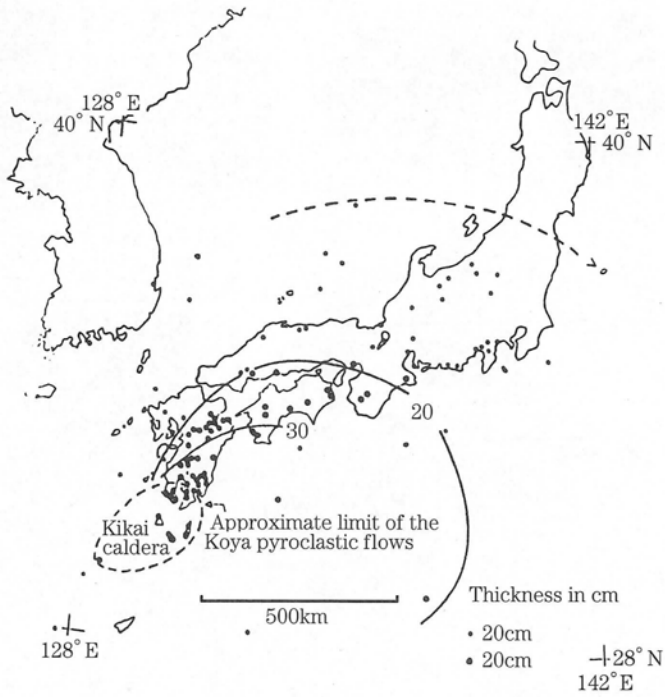 128° E
40° N
142° E
40° N
20
30
Kikai
caldera
Approximate limit of the
Koya pyroclastic flows
500km
Thickness in cm
20cm
20cm
128° E
28° N
142° E